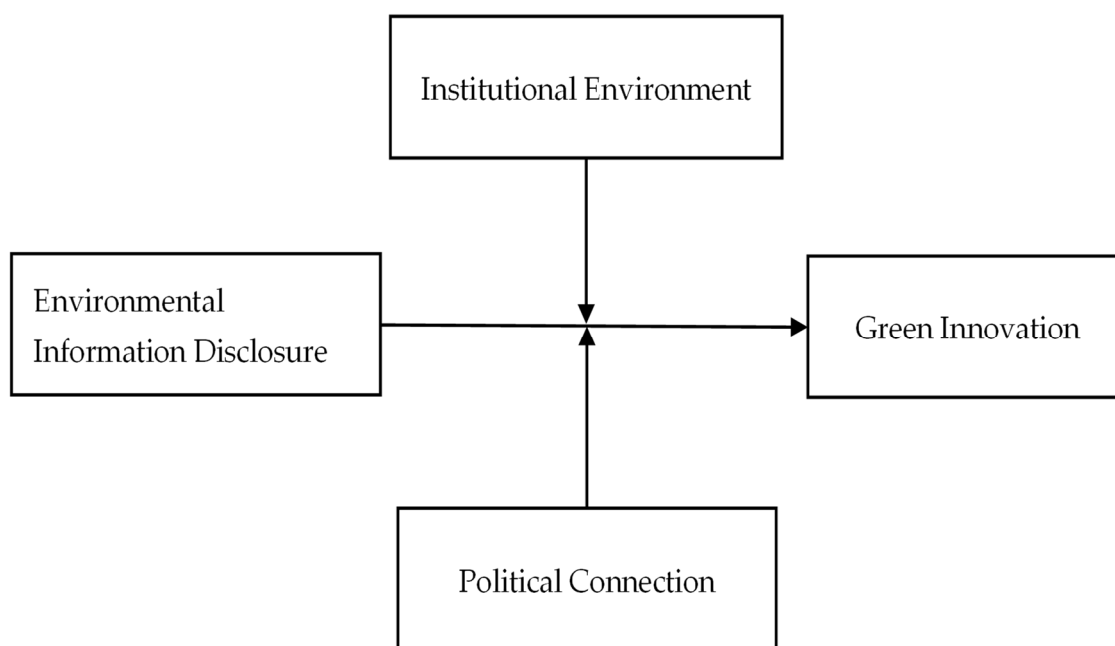 Institutional Environment
Environmental
Information Disclosure
Green Innovation
Political Connection